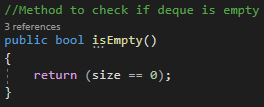 //Method to check if deque is empty
3 references
public bool isEmpty()
{
return (size == 0);
}